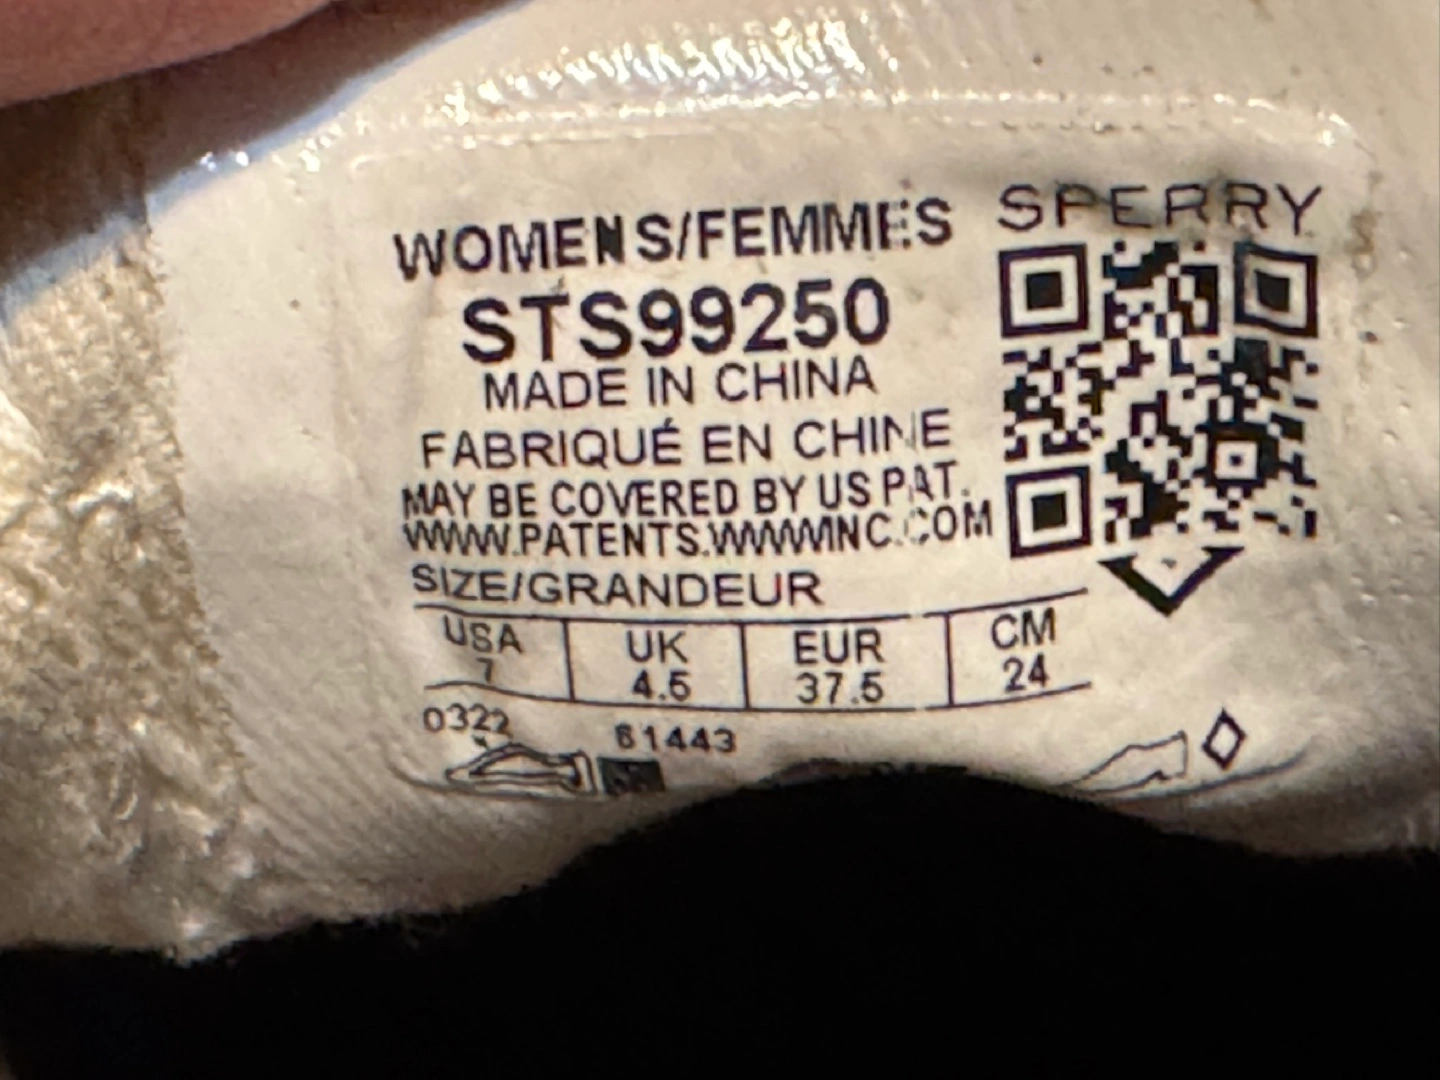 SPERRY
WOMENS/FEMMES
STS99250
MADE IN CHINA
FABRIQUÉ EN CHINE
MAY BE COVERED BY US PAT.
WWW.PATENTS.WWWINC.COM
SIZE/GRANDEUR
USA UK EUR CM
7 4.5 37.5 24
0322 61443